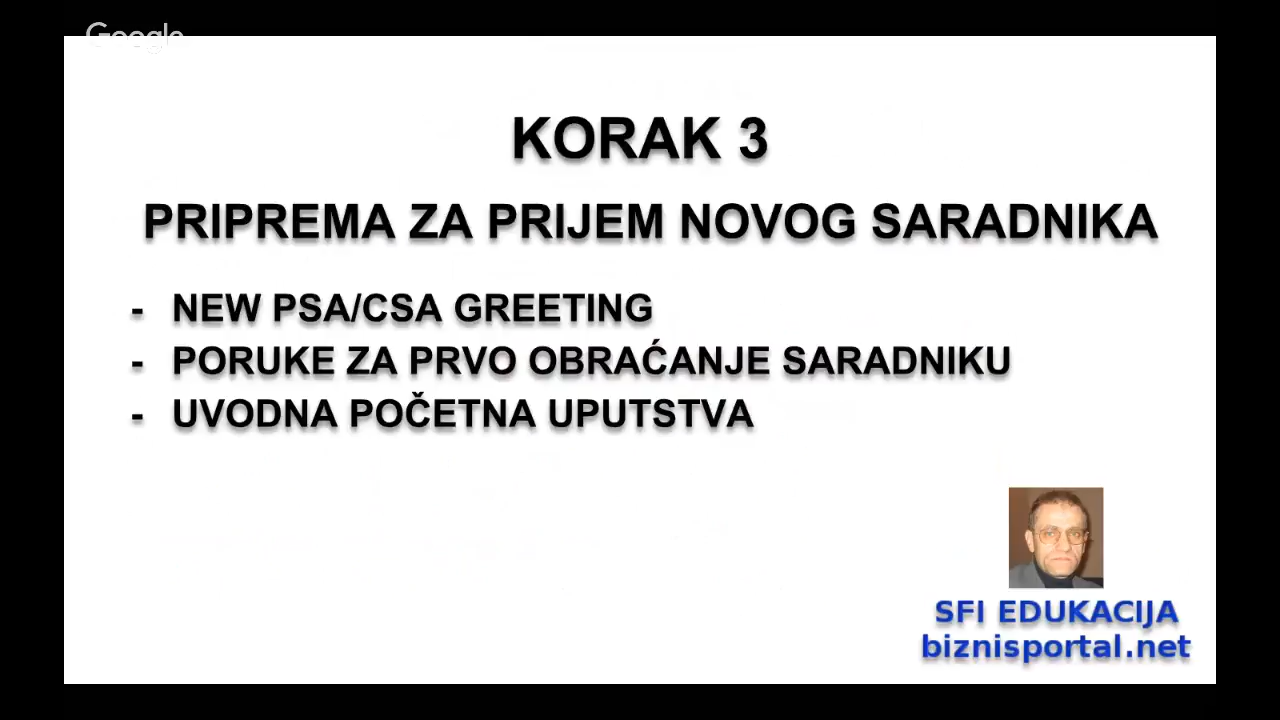 Google
KORAK 3
PRIPREMA ZA PRIJEM NOVOG SARADNIKA
- NEW PSA/CSA GREETING
- PORUKE ZA PRVO OBRAĆANJE SARADNIKU
- UVODNA POČETNA UPUTSTVA
SFI EDUKACIJA
biznisportal.net